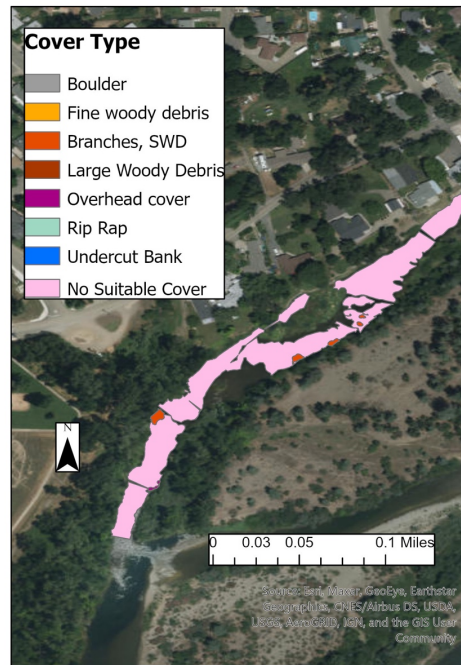 Cover Type
Boulder
Fine woody debris
Branches, SWD
Large Woody Debris
Overhead cover
Rip Rap
Undercut Bank
No Suitable Cover
N
0 0.03 0.05 0.1 Miles
Source: Esri, Maxar, GeoEye, Earthstar
Geographics, CNES/Airbus DS, USDA,
USGS, AeroGRID, IGN, and the GIS User
Community